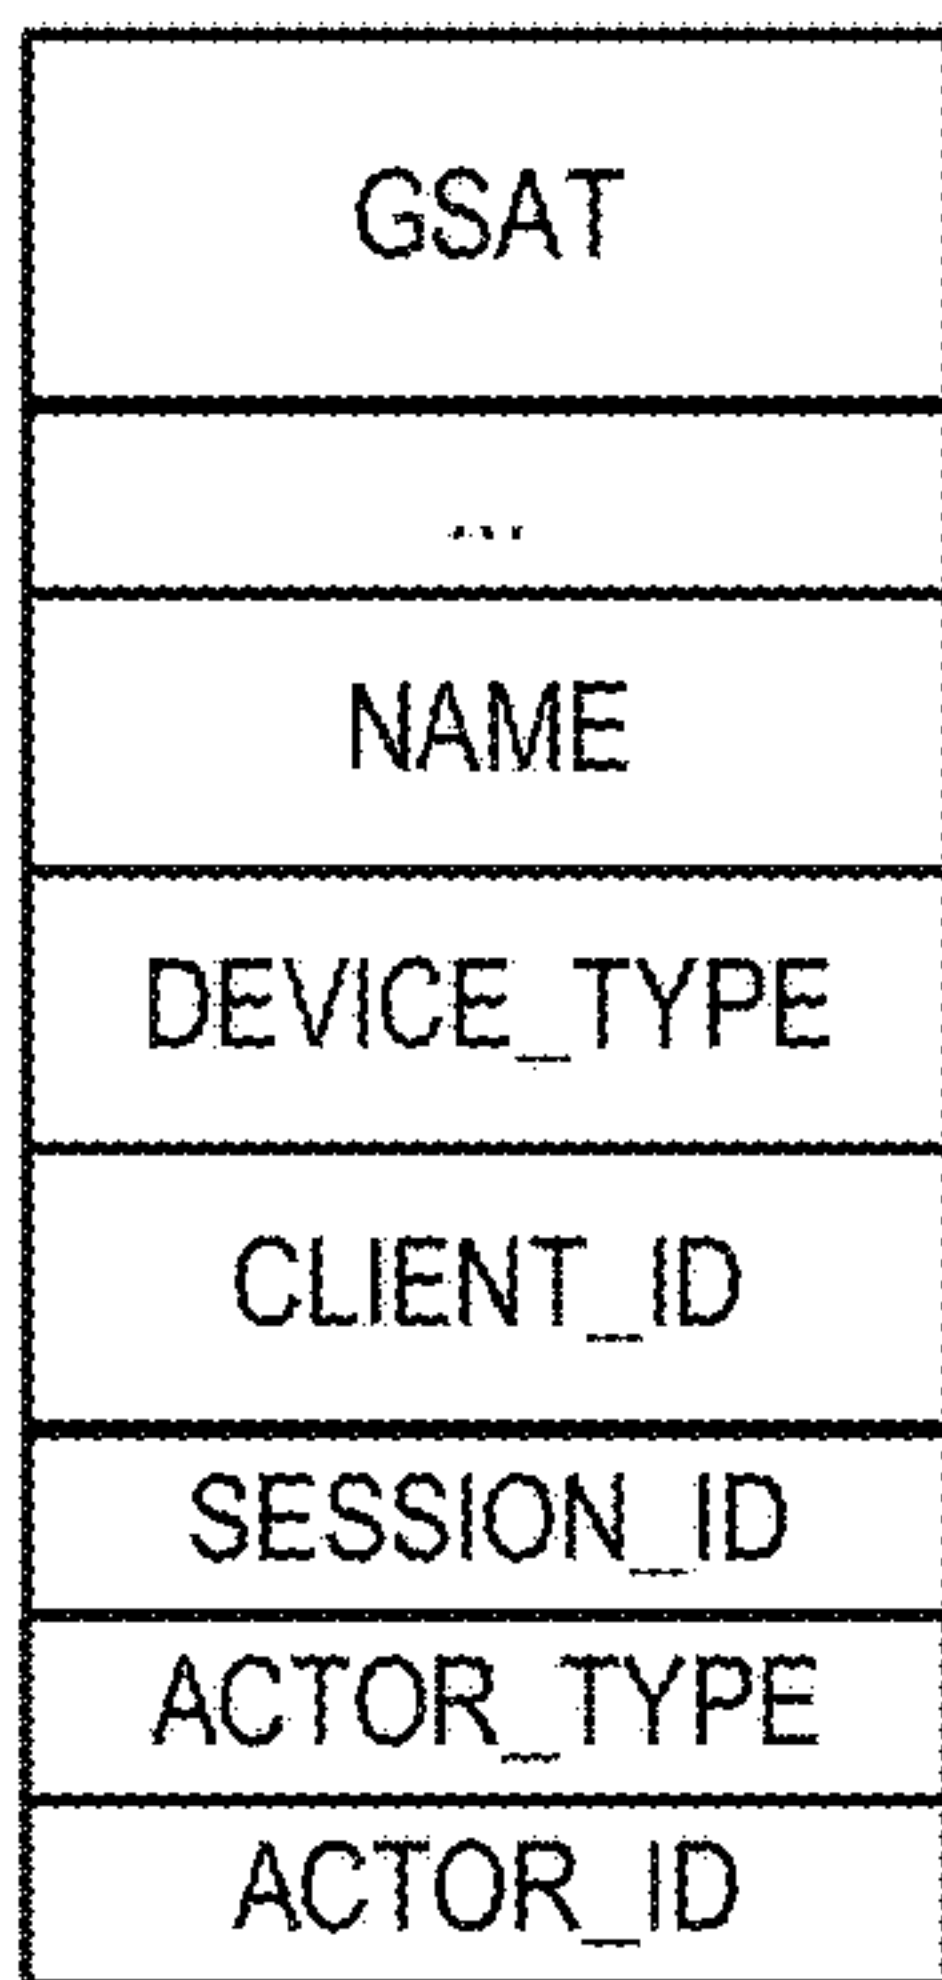 GSAT
...
NAME
DEVICE_TYPE
CLIENT_ID
SESSION_ID
ACTOR_TYPE
ACTOR_ID